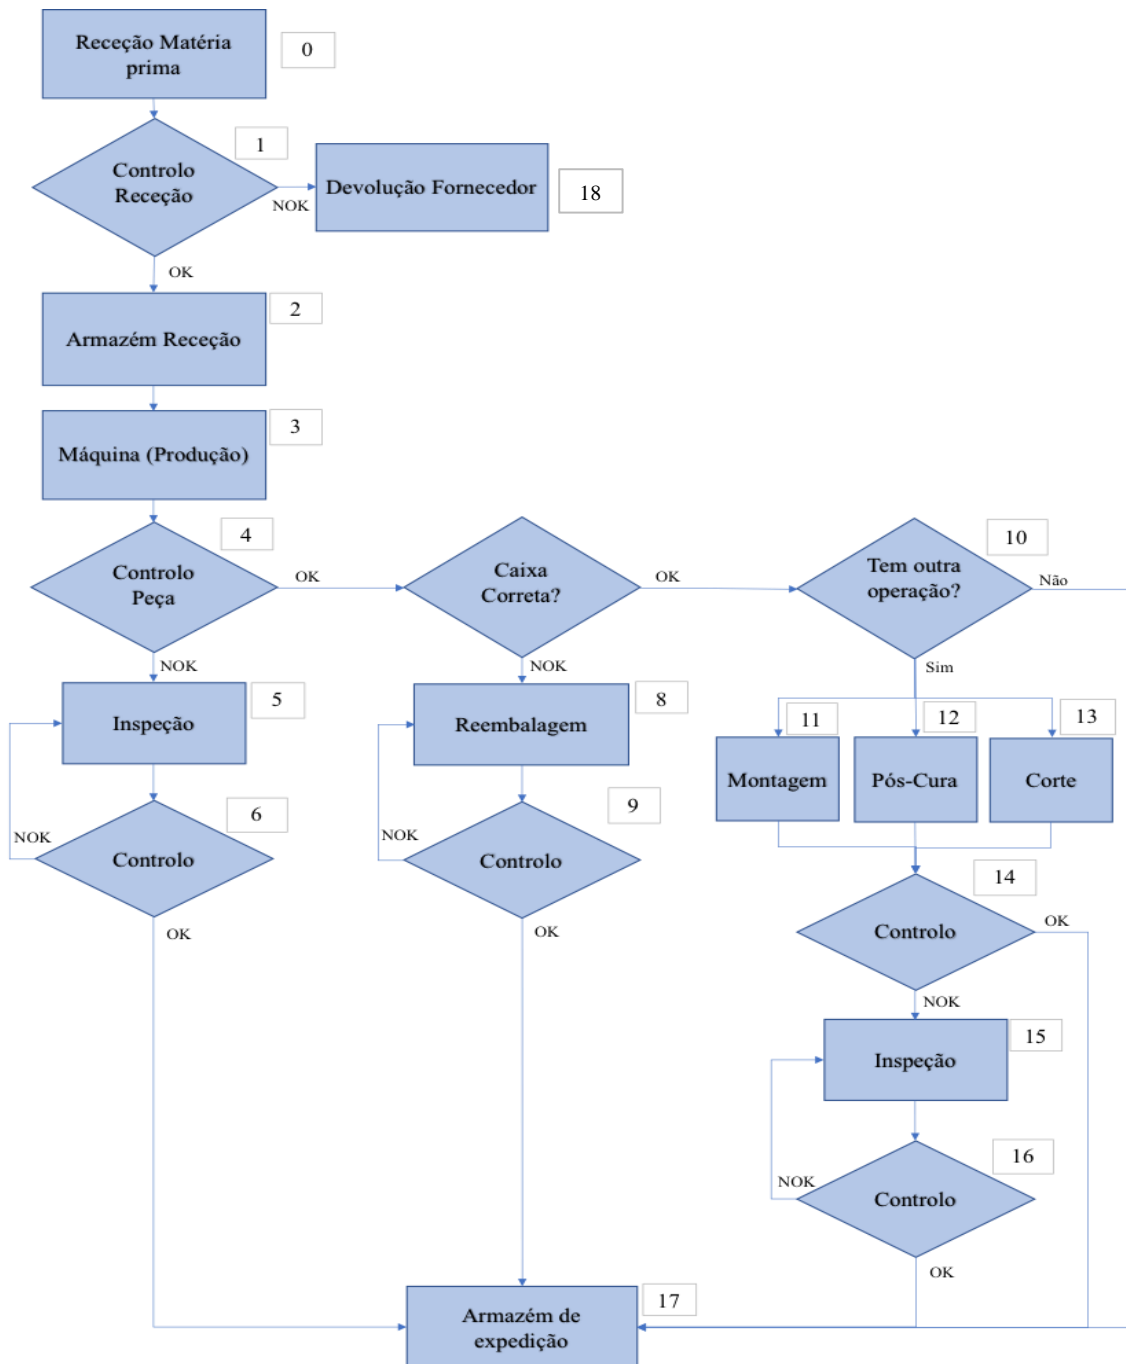 Receção Matéria
prima
0
1
Controlo
Receção
NOK
Devolução Fornecedor
18
OK
2
Armazém Receção
3
Máquina (Produção)
4
Controlo
Peça
OK
Caixa
Correta?
OK
10
Tem outra
operação?
Não
NOK
NOK
Sim
5
Inspeção
8
Reembalagem
11
12
13
Montagem
Pós-Cura
Corte
6
NOK
Controlo
9
NOK
Controlo
14
Controlo
OK
OK
OK
NOK
15
Inspeção
16
NOK
Controlo
OK
17
Armazém de
expedição